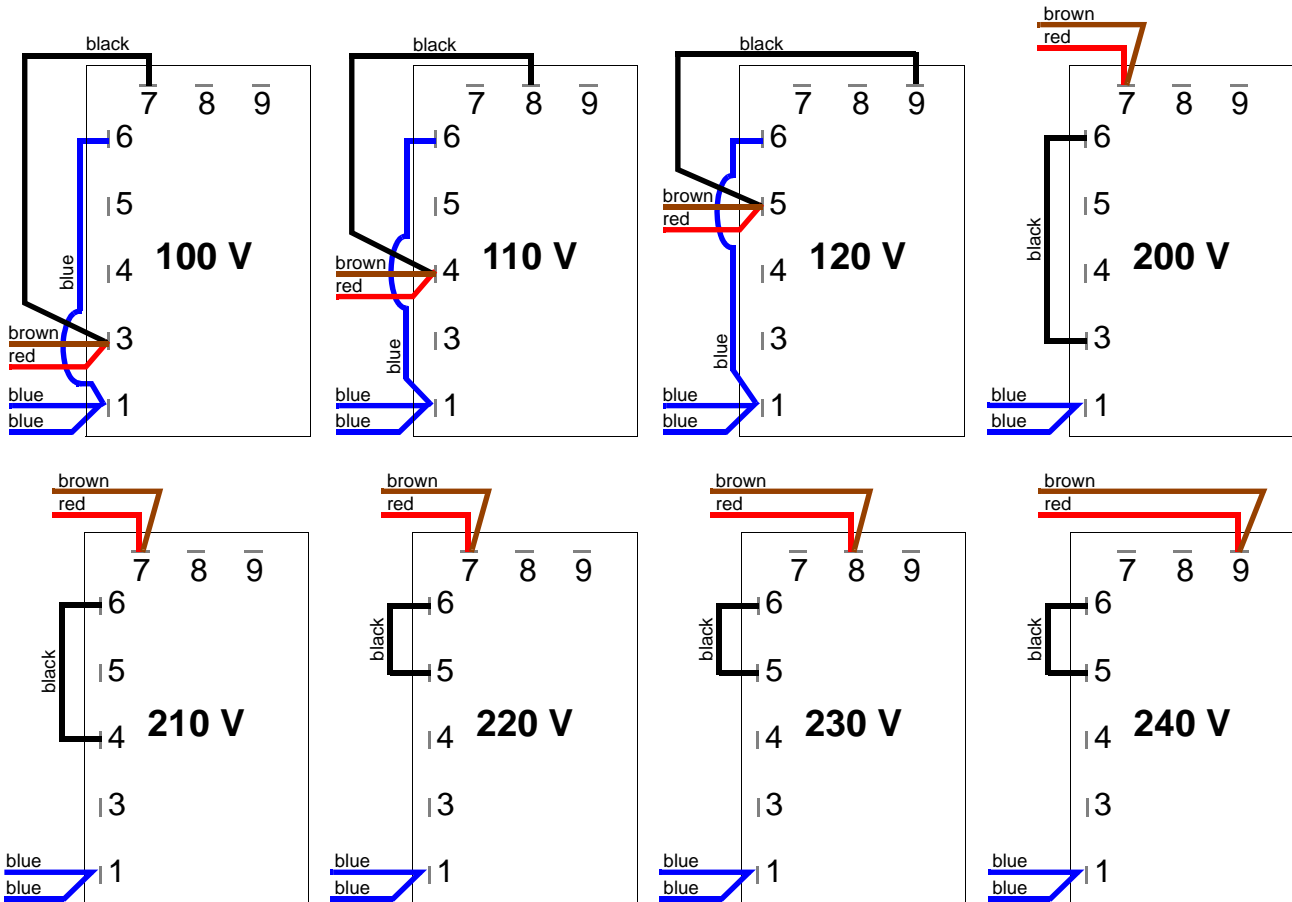 black
7 8 9
6
5
blue
4
100 V
brown
3
red
blue
1
blue
black
7 8 9
6
5
110 V
brown
4
red
3
blue
blue
1
blue
black
7 8 9
6
brown
5
red
120 V
4
3
blue
blue
1
blue
brown
red
7 8 9
6
5
black
200 V
4
3
blue
1
blue
brown
red
7 8 9
6
black
5
210 V
4
3
blue
1
blue
brown
red
7 8 9
6
black
5
220 V
4
3
blue
1
blue
brown
red
7 8 9
6
black
5
230 V
4
3
blue
1
blue
brown
red
7 8 9
6
black
5
240 V
4
3
blue
1
blue